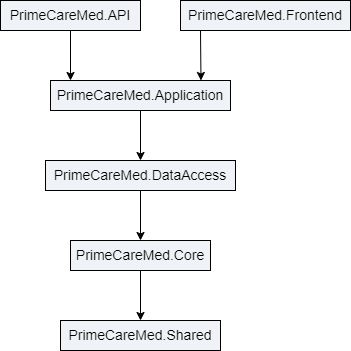 PrimeCareMed.API
PrimeCareMed.Frontend
PrimeCareMed.Application
PrimeCareMed.DataAccess
PrimeCareMed.Core
PrimeCareMed.Shared